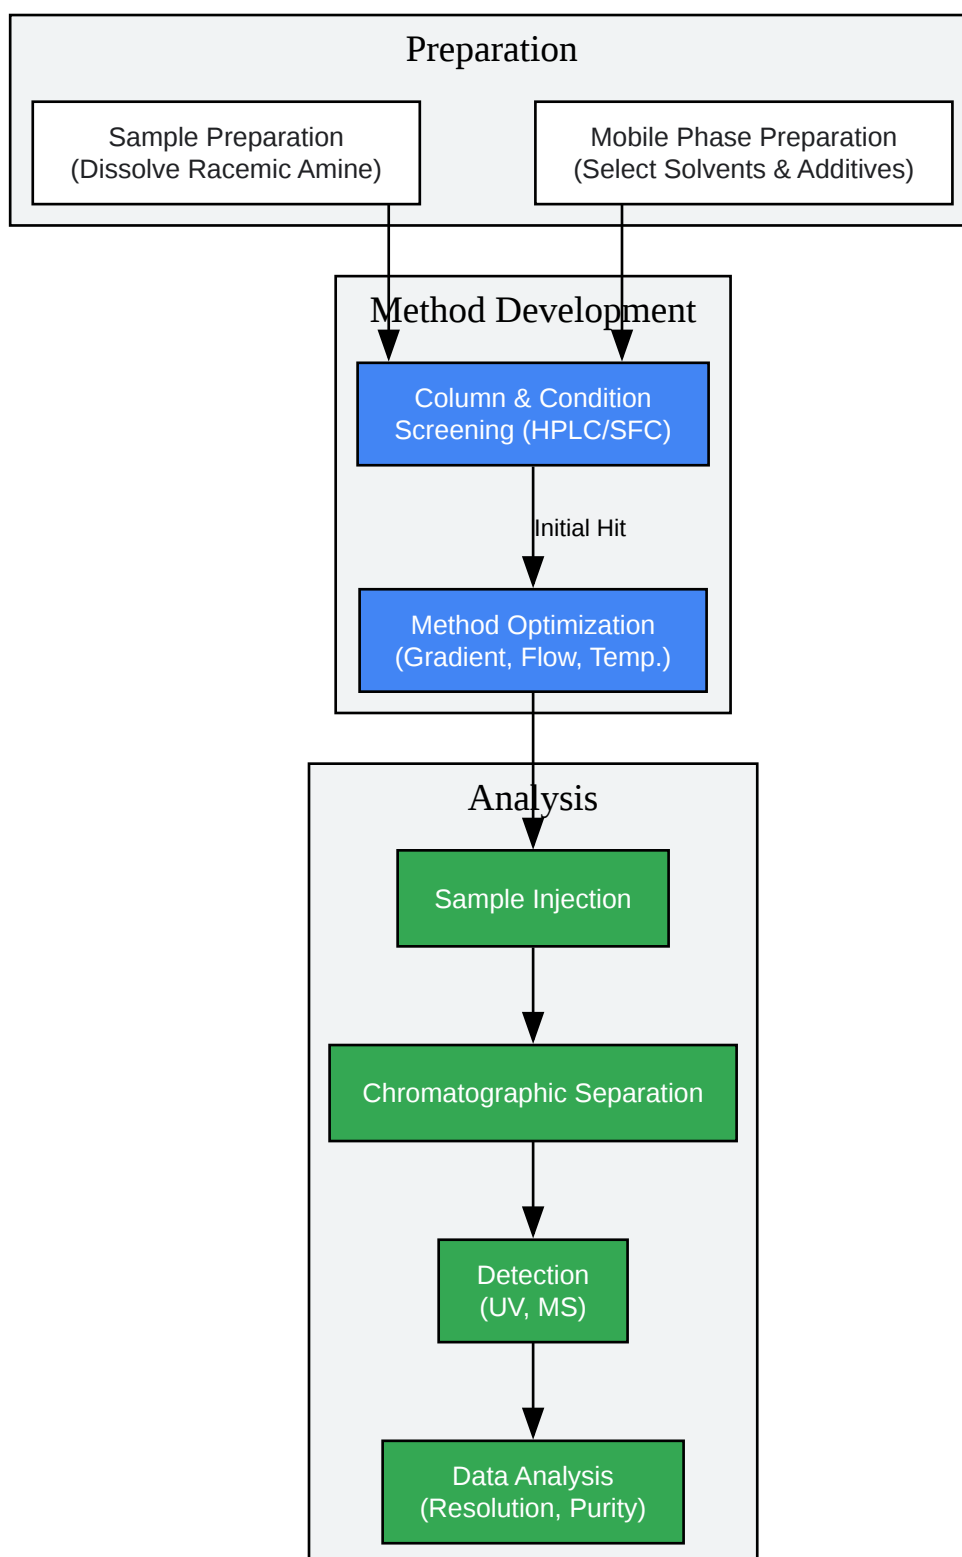 Preparation
Sample Preparation
(Dissolve Racemic Amine)
Mobile Phase Preparation
(Select Solvents & Additives)
Method Development
Column & Condition
Screening (HPLC/SFC)
Initial Hit
Method Optimization
(Gradient, Flow, Temp.)
Analysis
Sample Injection
Chromatographic Separation
Detection
(UV, MS)
Data Analysis
(Resolution, Purity)